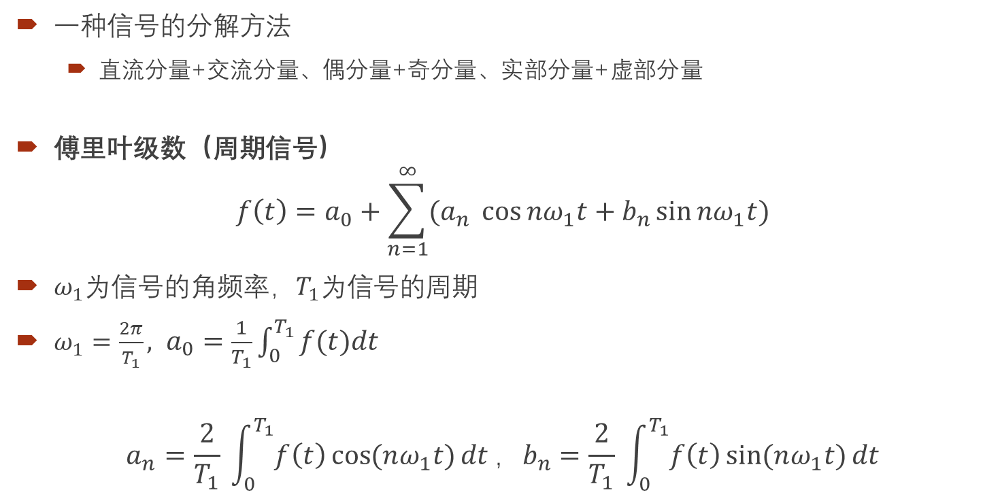 一种信号的分解方法
直流分量+交流分量、偶分量+奇分量、实部分量+虚部分量
傅里叶级数（周期信号）
$f(t) = a_0 + \sum_{n=1}^{\infty} (a_n \cos n\omega_1 t + b_n \sin n\omega_1 t)$
$\omega_1$为信号的角频率，$T_1$为信号的周期
$\omega_1 = \frac{2\pi}{T_1}$, $a_0 = \frac{1}{T_1} \int_0^{T_1} f(t)dt$
$a_n = \frac{2}{T_1} \int_0^{T_1} f(t) \cos(n\omega_1 t) \, dt$ , $b_n = \frac{2}{T_1} \int_0^{T_1} f(t) \sin(n\omega_1 t) \, dt$